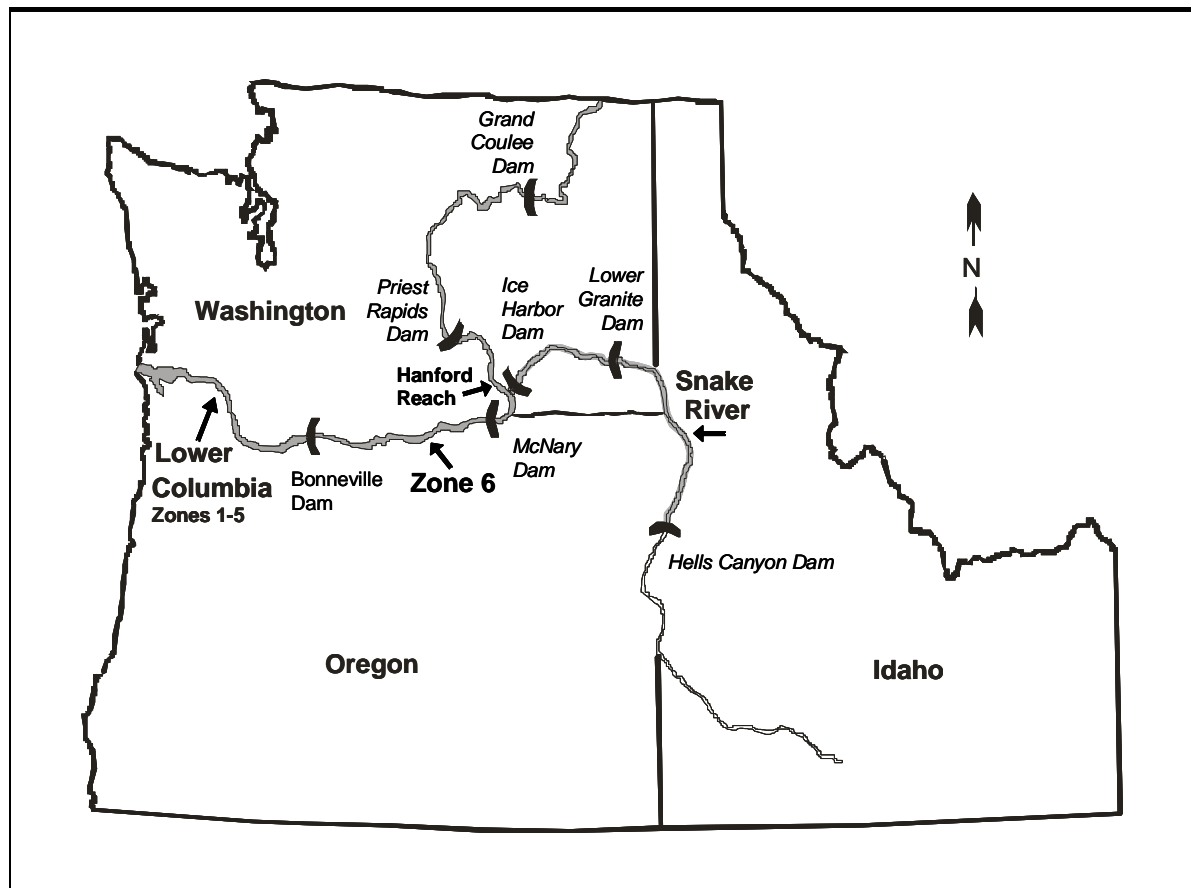 Grand
Coulee
Dam
N
Lower
Granite
Dam
Ice
Harbor
Dam
Priest
Rapids
Dam
Washington
Hanford
Reach
Snake
River
Lower
Columbia
Zones 1-5
Bonneville
Dam
Zone 6
McNary
Dam
Hells Canyon Dam
Oregon
Idaho